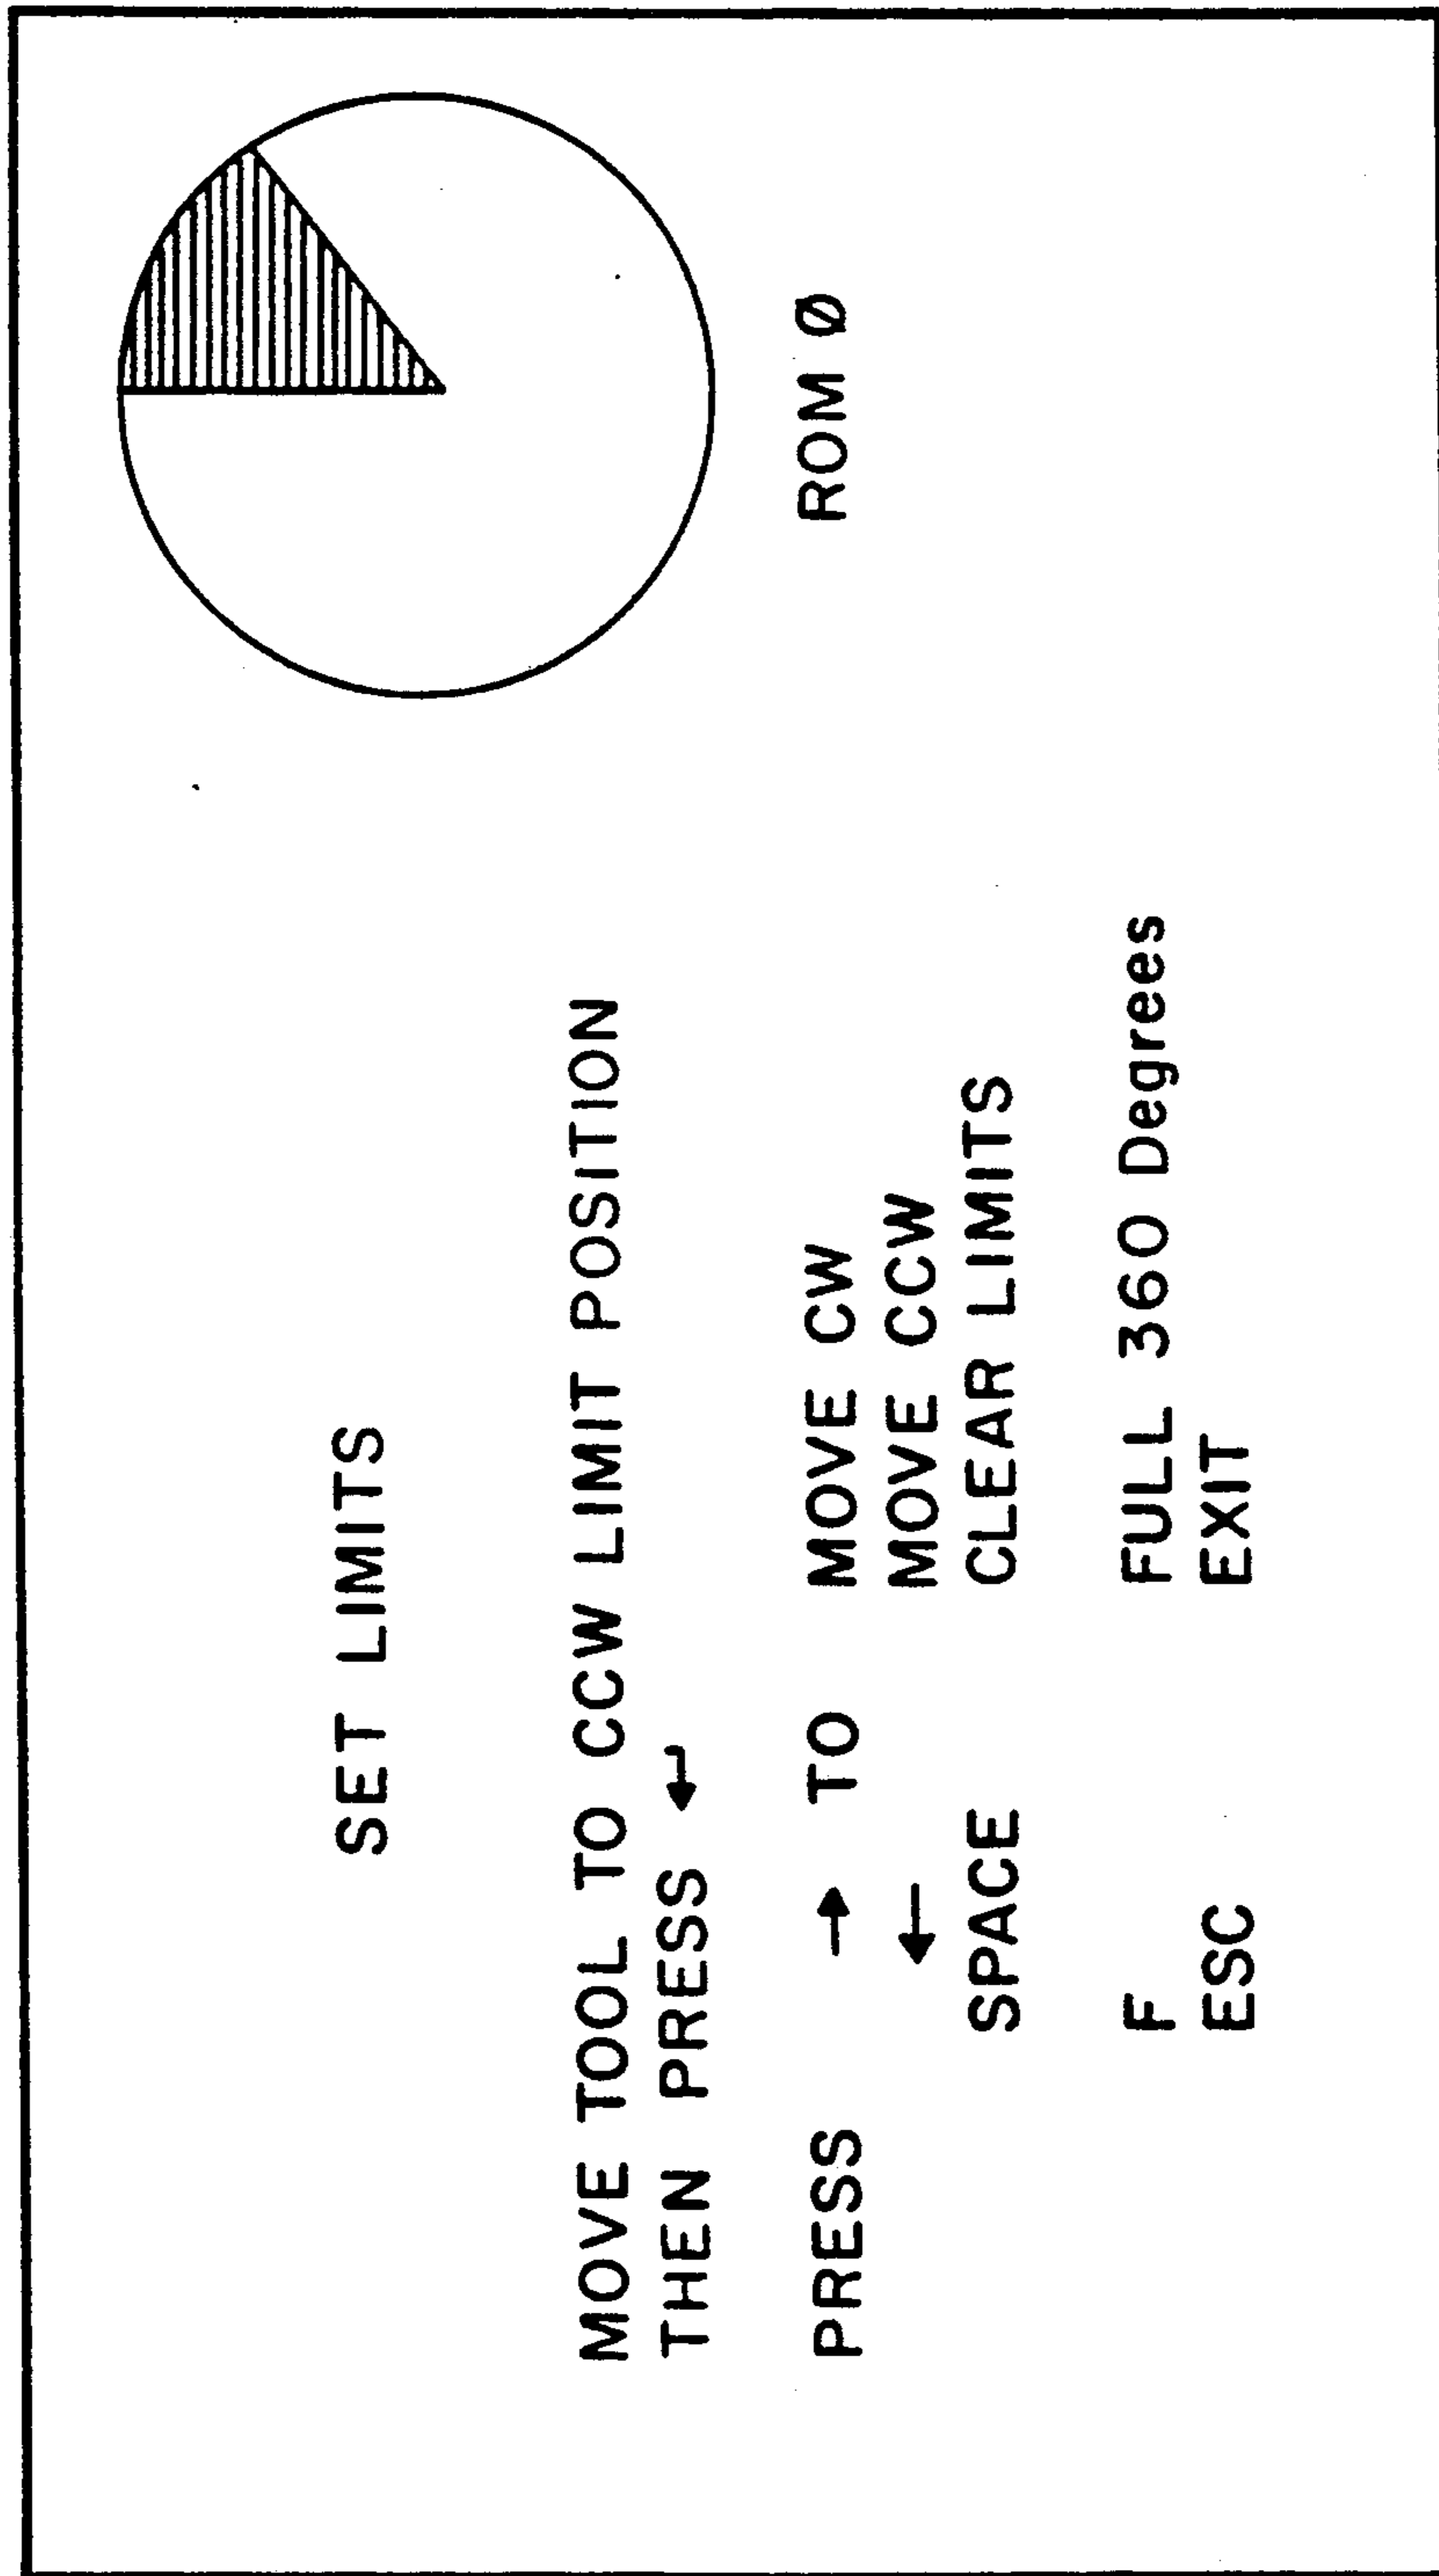 SET LIMITS
MOVE TOOL TO CCW LIMIT POSITION
THEN PRESS ↵
PRESS → TO MOVE CW
← MOVE CCW
SPACE CLEAR LIMITS
F FULL 360 Degrees
ESC EXIT
ROM Ø